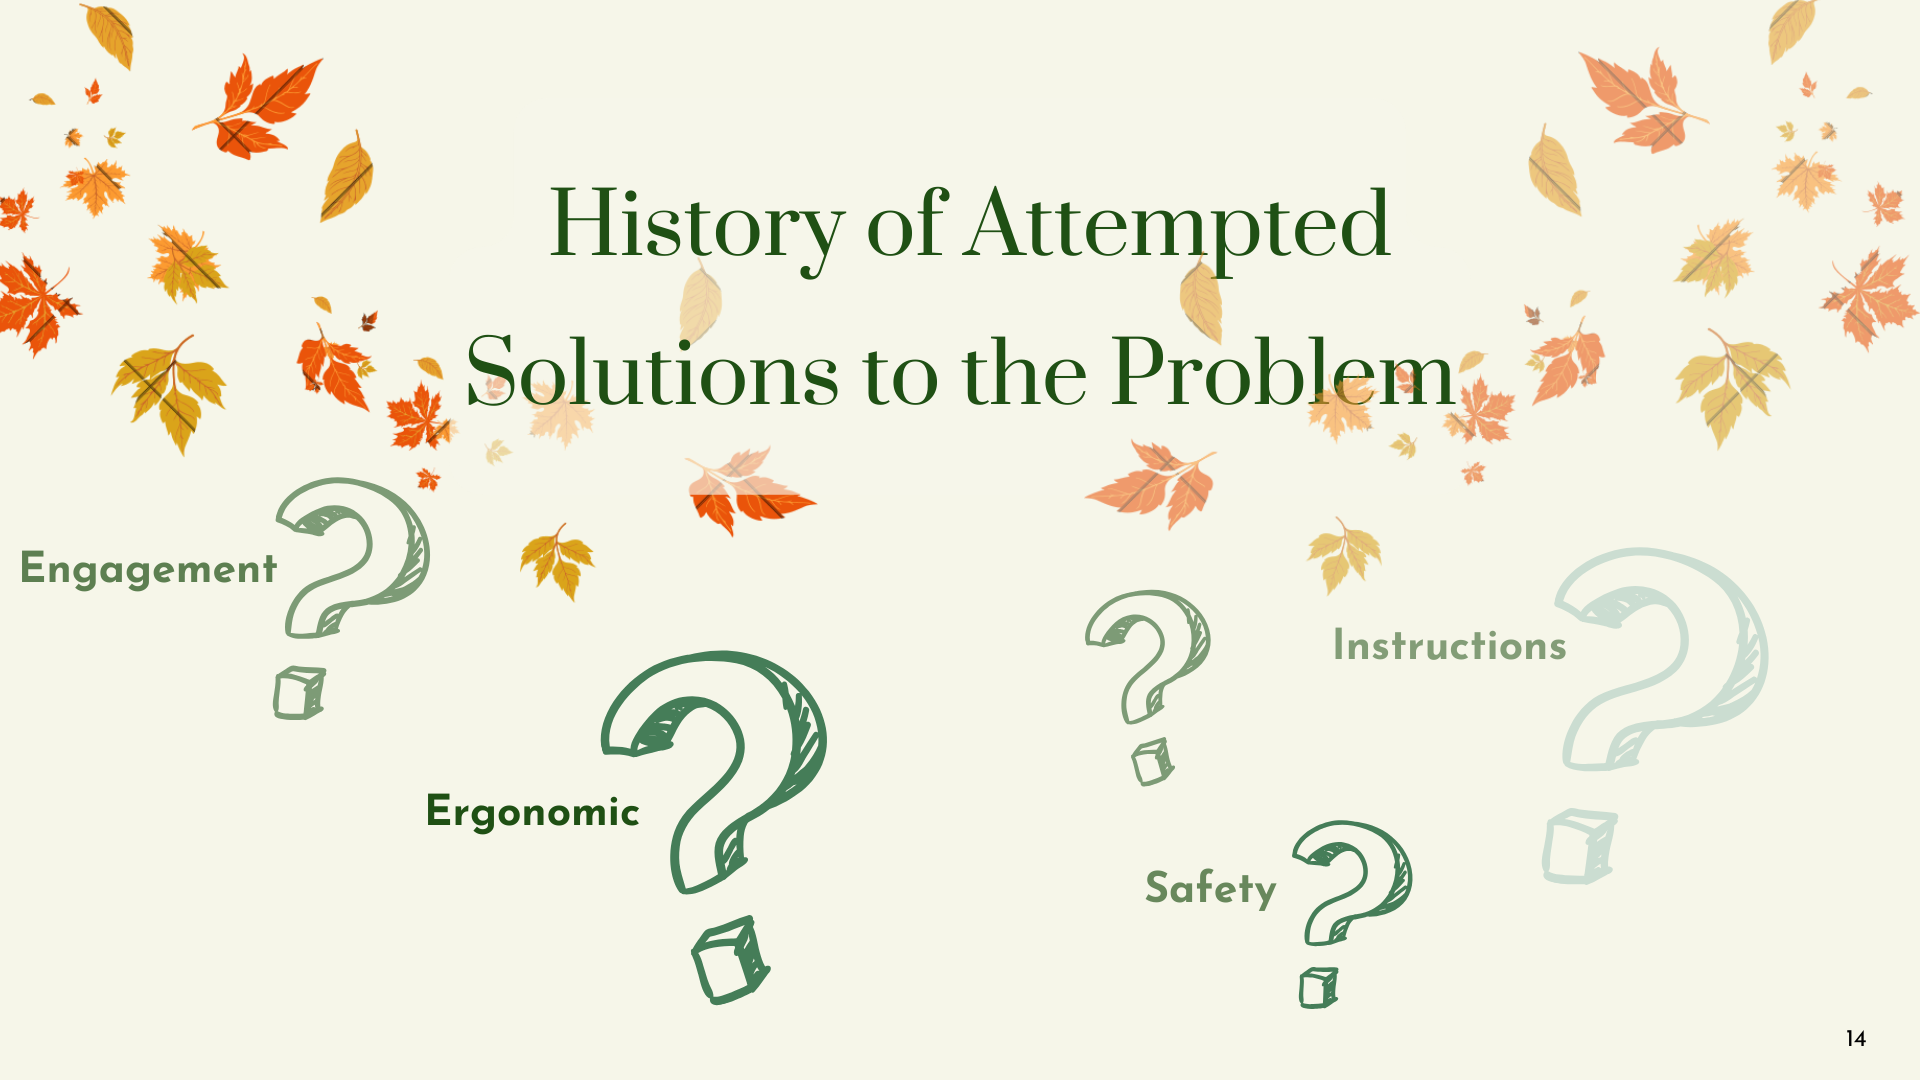 History of Attempted
Solutions to the Problem
Engagement
Instructions
Ergonomic
Safety
14